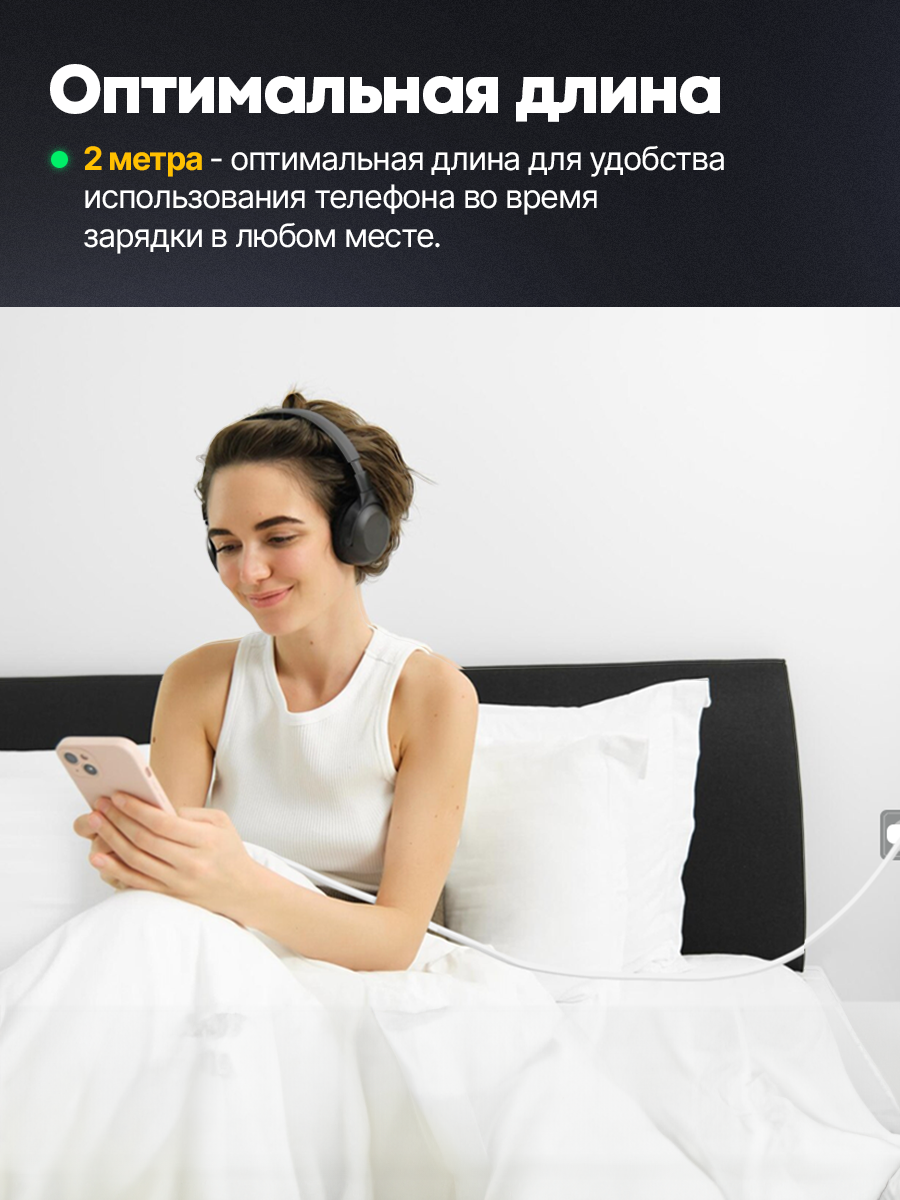 Оптимальная длина
2 метра - оптимальная длина для удобства
использования телефона во время
зарядки в любом месте.